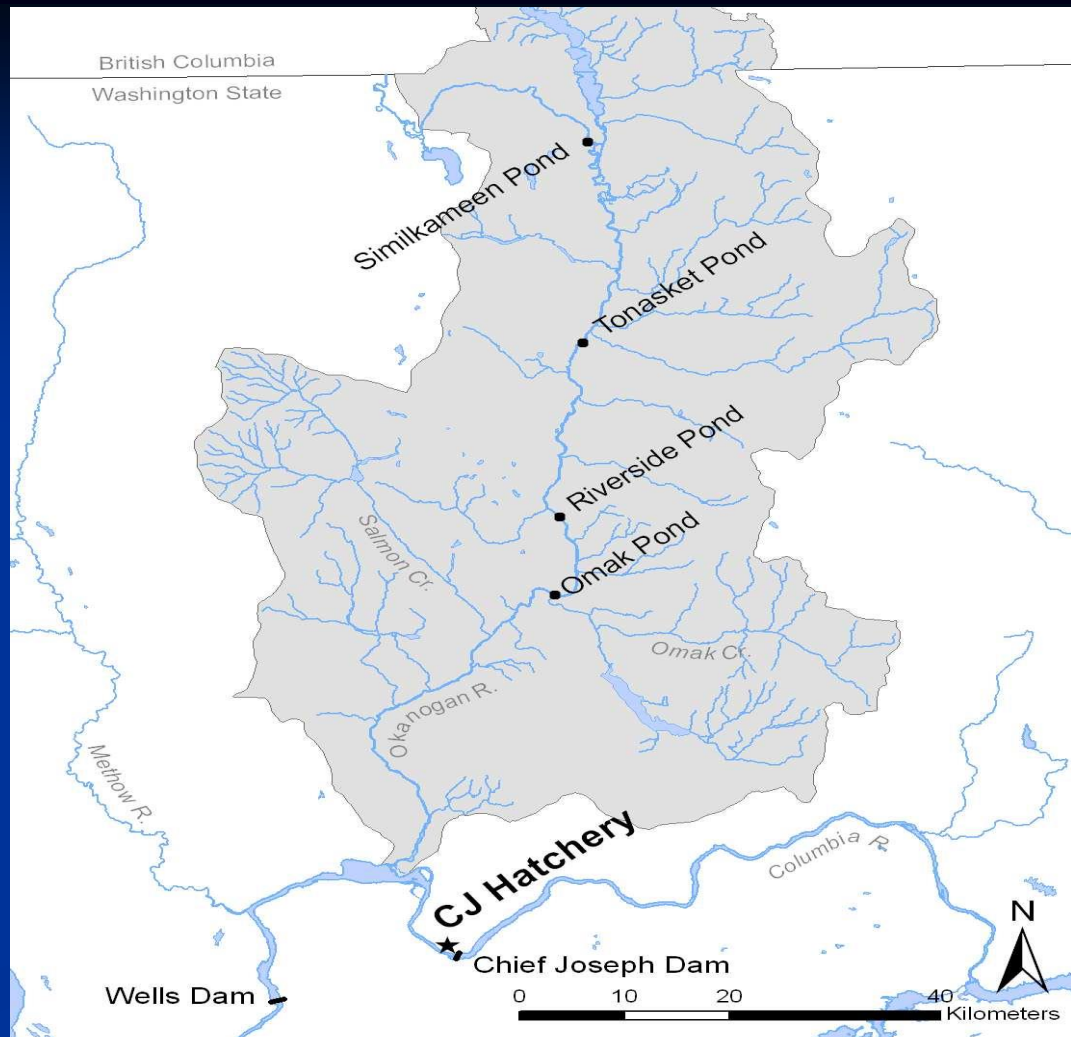 British Columbia
Washington State
Similkameen Pond
Tonasket Pond
Riverside Pond
Omak Pond
Salmon Cr.
Omak Cr.
Okanogan R.
Methow R.
CJ Hatchery
Columbia R.
N
Chief Joseph Dam
Wells Dam
0 10 20 40
Kilometers